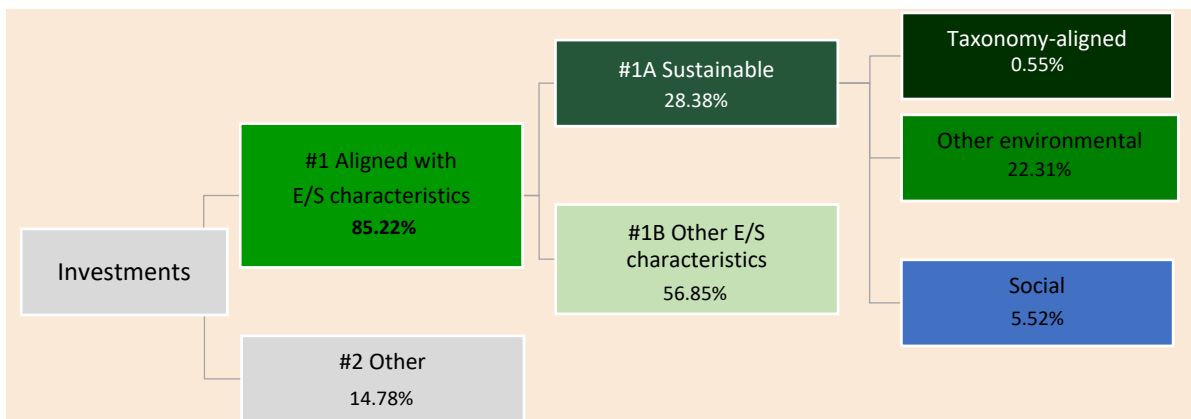 Investments
#1 Aligned with
E/S characteristics
85.22%
#2 Other
14.78%
#1A Sustainable
28.38%
#1B Other E/S
characteristics
56.85%
Taxonomy-aligned
0.55%
Other environmental
22.31%
Social
5.52%